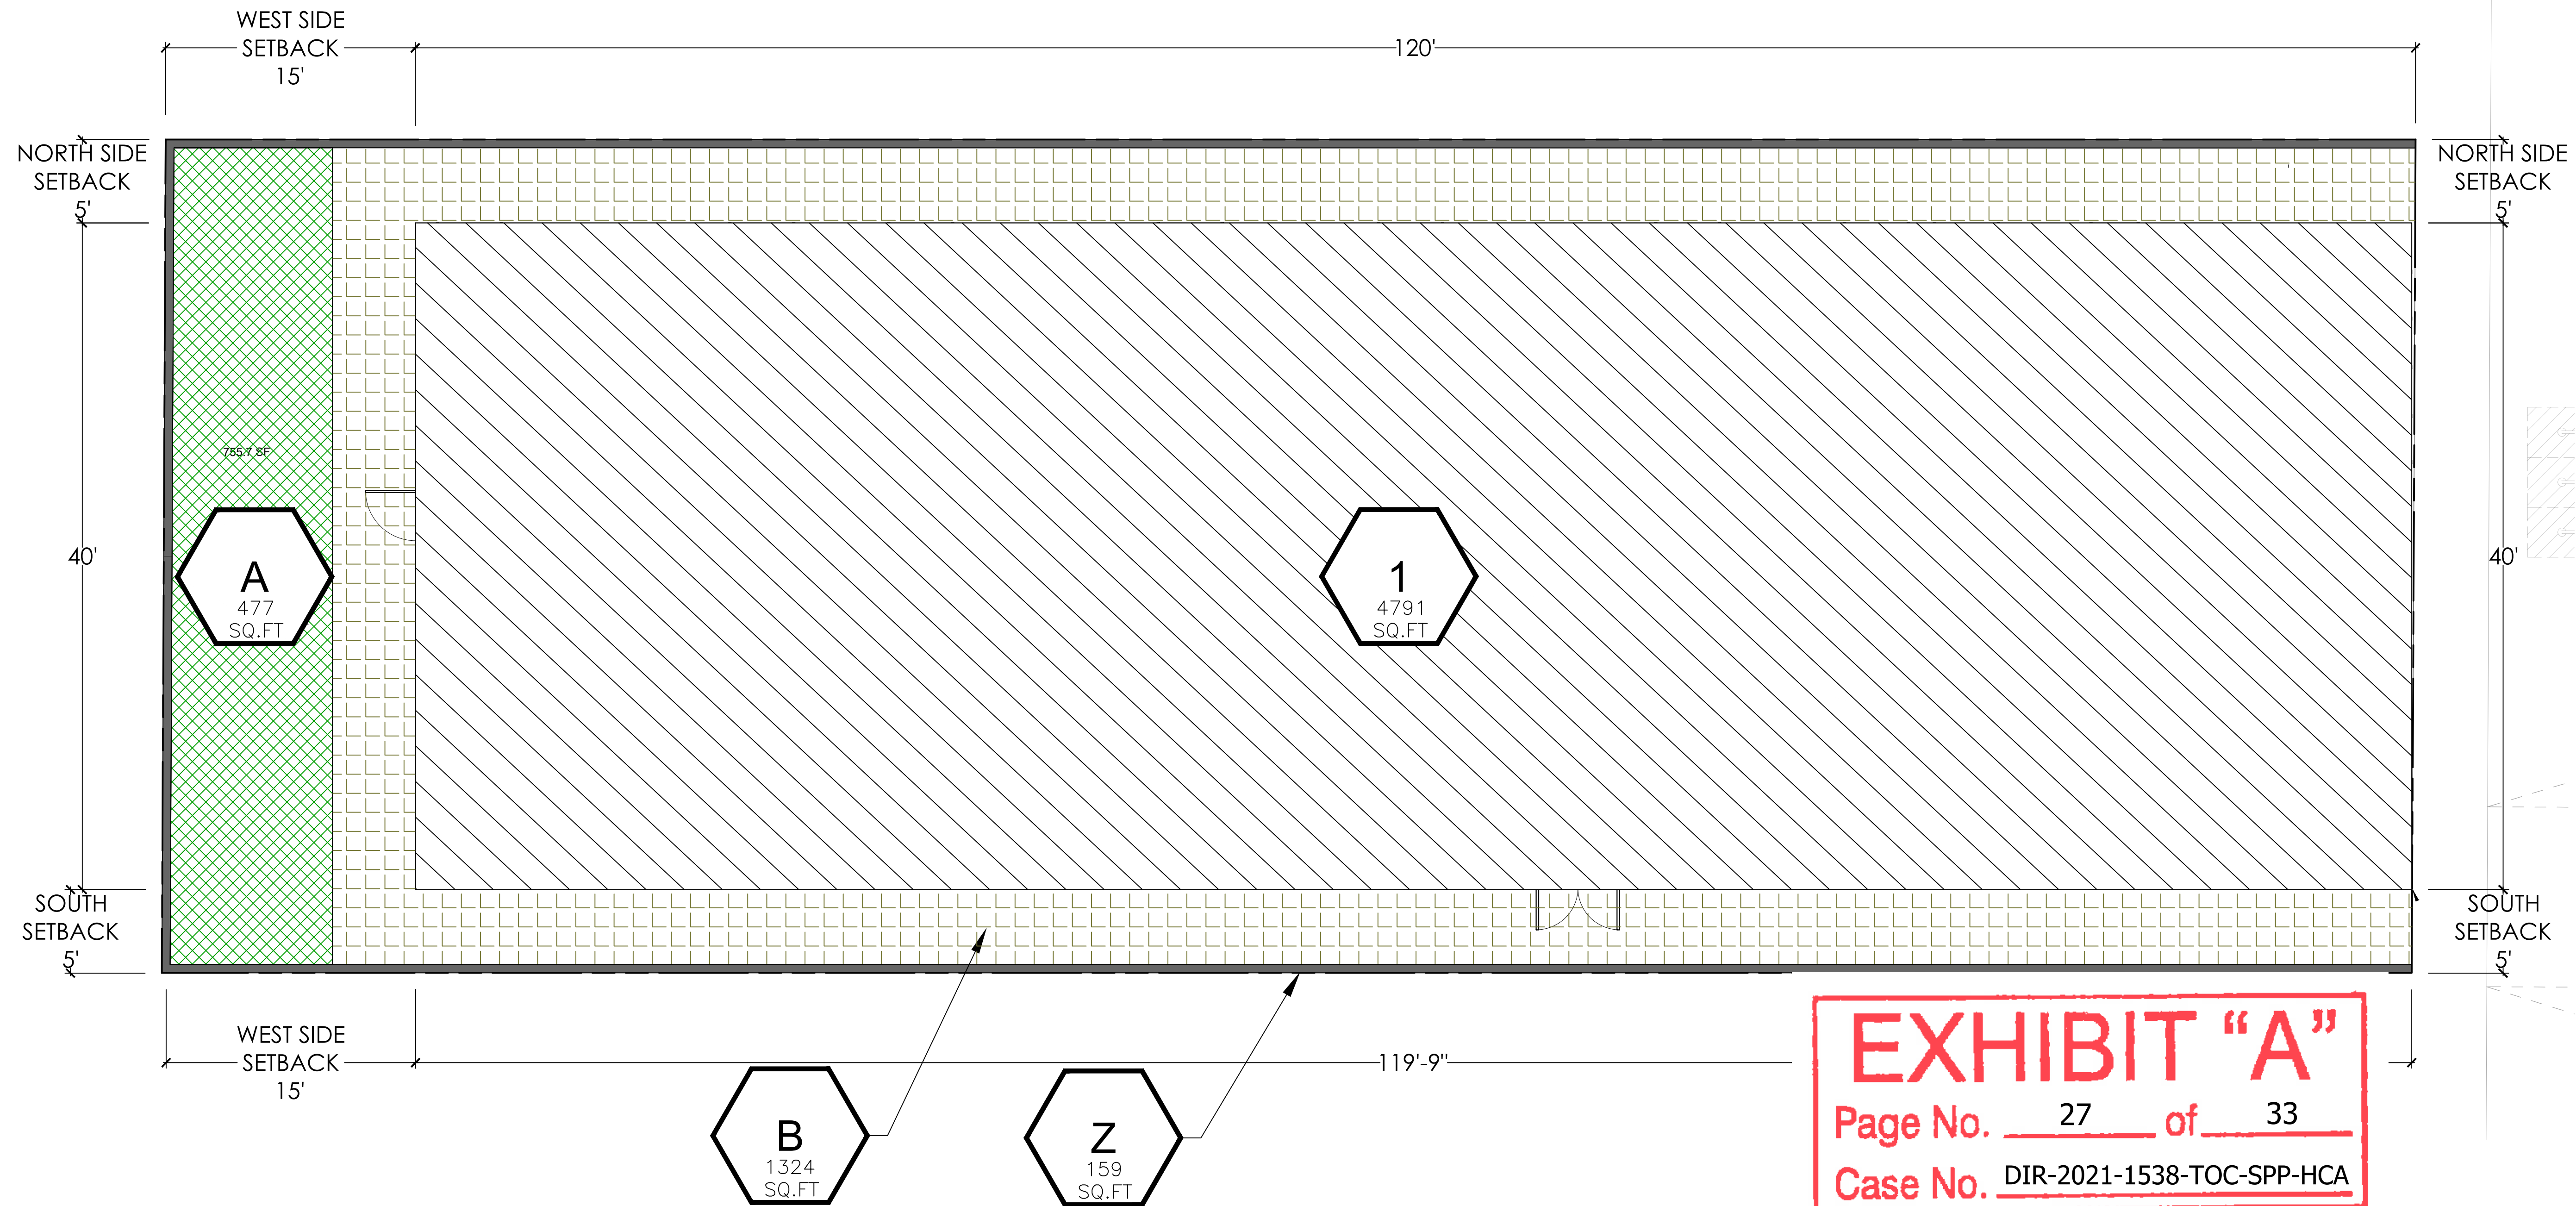 WEST SIDE
SETBACK
15'
120'
NORTH SIDE
SETBACK
5'
NORTH SIDE
SETBACK
5'
755.7 SF
40'
A
477
SQ.FT
1
4791
SQ.FT
40'
SOUTH
SETBACK
5'
SOUTH
SETBACK
5'
WEST SIDE
SETBACK
15'
119'-9"
B
1324
SQ.FT
Z
159
SQ.FT
EXHIBIT “A”
Page No. 27 of 33
Case No. DIR-2021-1538-TOC-SPP-HCA